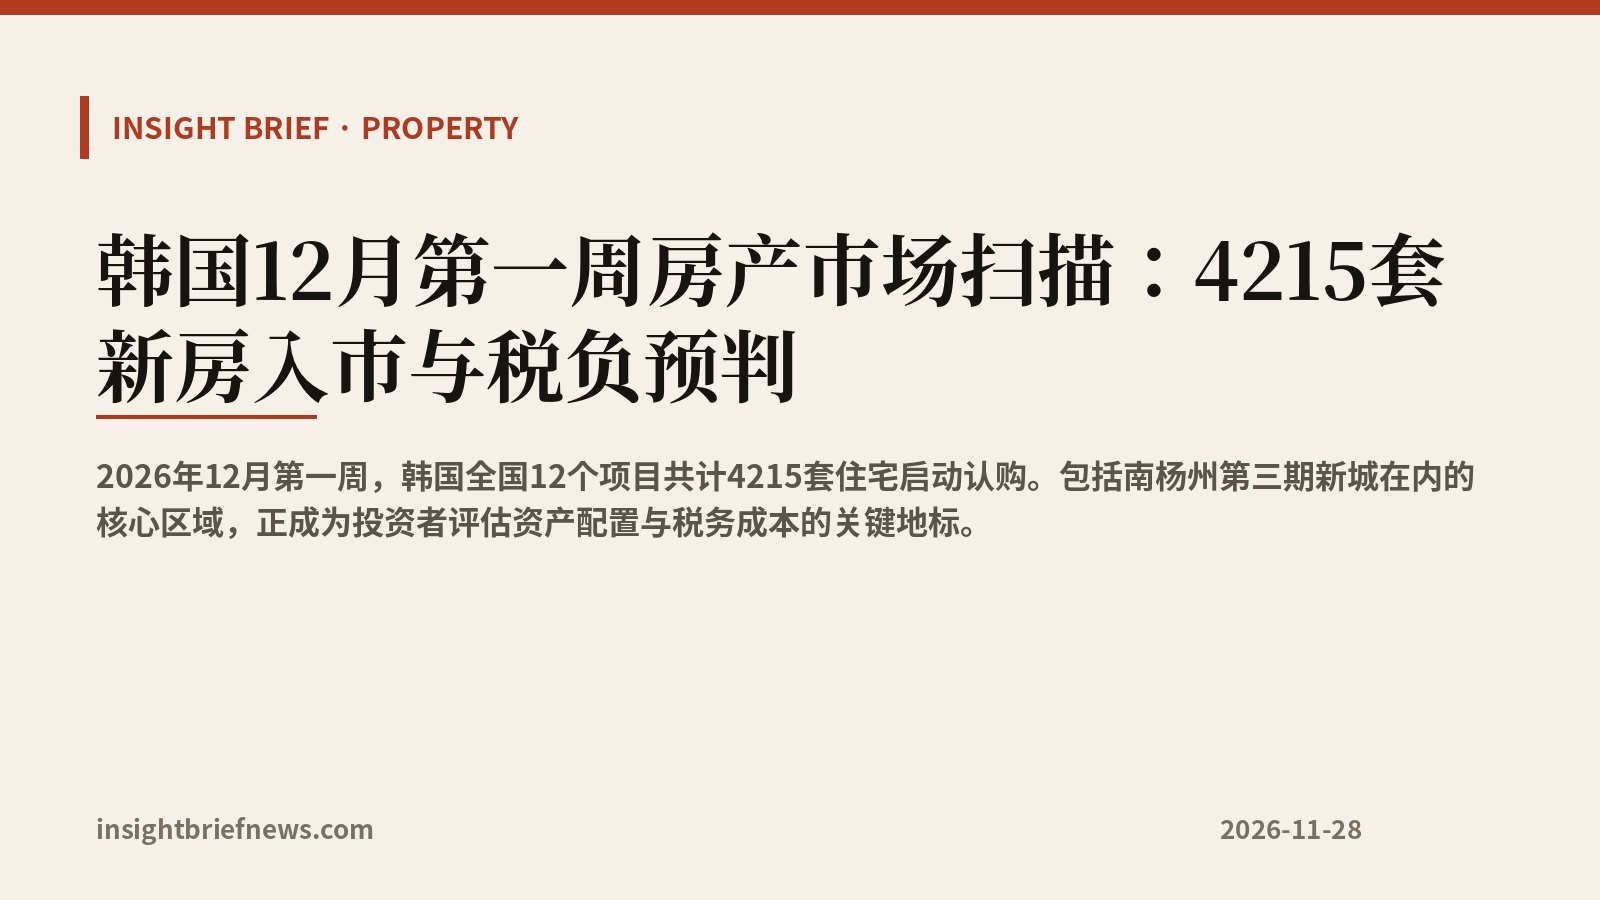 INSIGHT BRIEF · PROPERTY
韩国12月第一周房产市场扫描：4215套
新房入市与税负预判
2026年12月第一周，韩国全国12个项目共计4215套住宅启动认购。包括南杨州第三期新城在内的
核心区域，正成为投资者评估资产配置与税务成本的关键地标。
insightbriefnews.com
2026-11-28